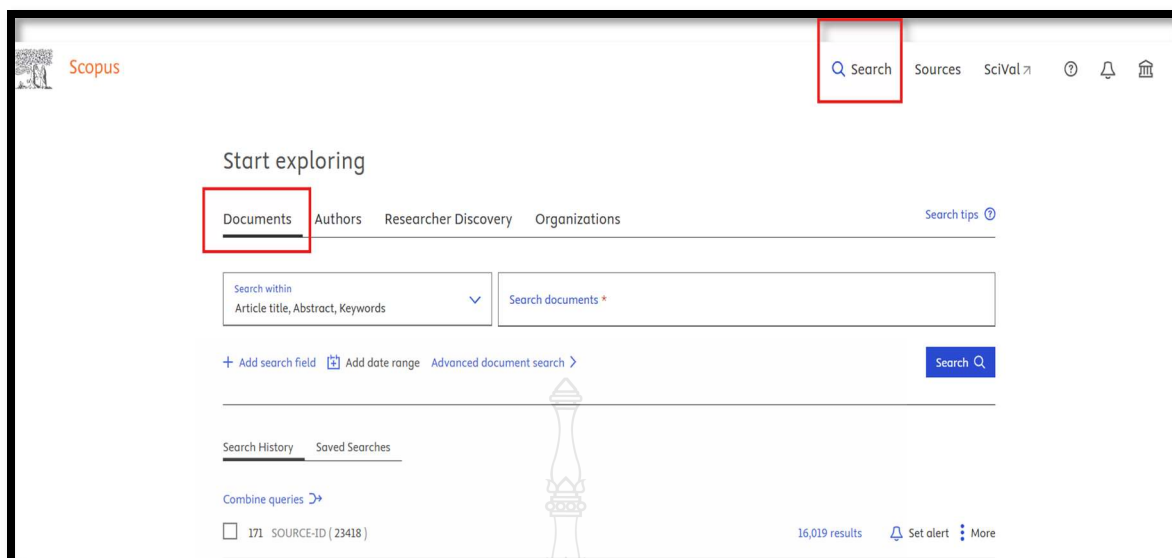 Scopus
Search Sources SciVal
Start exploring
Documents Authors Researcher Discovery Organizations Search tips
Search within
Article title, Abstract, Keywords
Search documents *
+ Add search field Add date range Advanced document search
Search
Search History Saved Searches
Combine queries
171 SOURCE-ID ( 23418 ) 16,019 results Set alert More